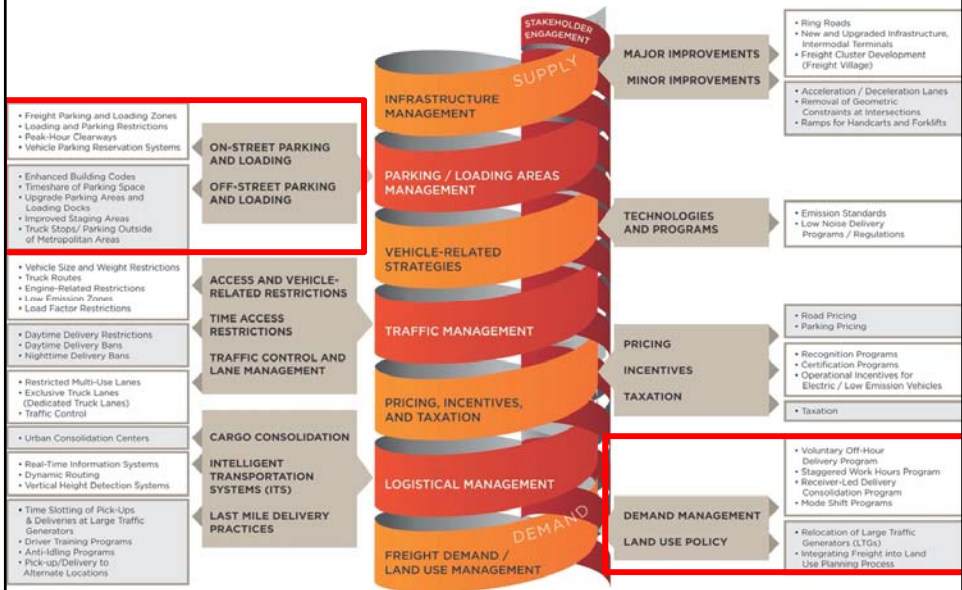 STAKEHOLDER
ENGAGEMENT
SUPPLY
INFRASTRUCTURE
MANAGEMENT
MAJOR IMPROVEMENTS
MINOR IMPROVEMENTS
• Ring Roads
• New and Upgraded Infrastructure,
Intermodal Terminals
• Freight Cluster Development
(Freight Village)
• Acceleration / Deceleration Lanes
• Removal of Geometric
Constraints at Intersections
• Ramps for Handcarts and Forklifts
• Freight Parking and Loading Zones
• Loading and Parking Restrictions
• Peak-Hour Clearways
• Vehicle Parking Reservation Systems
• Enhanced Building Codes
• Timeshare of Parking Space
• Upgrade Parking Areas and
Loading Docks
• Improved Staging Areas
• Truck Stops/ Parking Outside
of Metropolitan Areas
ON-STREET PARKING
AND LOADING
OFF-STREET PARKING
AND LOADING
PARKING / LOADING AREAS
MANAGEMENT
VEHICLE-RELATED
STRATEGIES
TECHNOLOGIES
AND PROGRAMS
• Emission Standards
• Low Noise Delivery
Programs / Regulations
• Vehicle Size and Weight Restrictions
• Truck Routes
• Engine-Related Restrictions
• Low Emission Zones
• Load Factor Restrictions
• Daytime Delivery Restrictions
• Daytime Delivery Bans
• Nighttime Delivery Bans
• Restricted Multi-Use Lanes
• Exclusive Truck Lanes
(Dedicated Truck Lanes)
• Traffic Control
ACCESS AND VEHICLE-
RELATED RESTRICTIONS
TIME ACCESS
RESTRICTIONS
TRAFFIC CONTROL AND
LANE MANAGEMENT
TRAFFIC MANAGEMENT
PRICING, INCENTIVES,
AND TAXATION
PRICING
INCENTIVES
TAXATION
• Road Pricing
• Parking Pricing
• Recognition Programs
• Certification Programs
• Operational Incentives for
Electric / Low Emission Vehicles
• Taxation
• Urban Consolidation Centers
• Real-Time Information Systems
• Dynamic Routing
• Vertical Height Detection Systems
• Time Slotting of Pick-Ups
& Deliveries at Large Traffic
Generators
• Driver Training Programs
• Anti-Idling Programs
• Pick-up/Delivery to
Alternate Locations
CARGO CONSOLIDATION
INTELLIGENT
TRANSPORTATION
SYSTEMS (ITS)
LAST MILE DELIVERY
PRACTICES
LOGISTICAL MANAGEMENT
DEMAND
FREIGHT DEMAND /
LAND USE MANAGEMENT
DEMAND MANAGEMENT
LAND USE POLICY
• Voluntary Off-Hour
Delivery Program
• Staggered Work Hours Program
• Receiver-Led Delivery
Consolidation Program
• Mode Shift Programs
• Relocation of Large Traffic
Generators (LTGs)
• Integrating Freight into Land
Use Planning Process